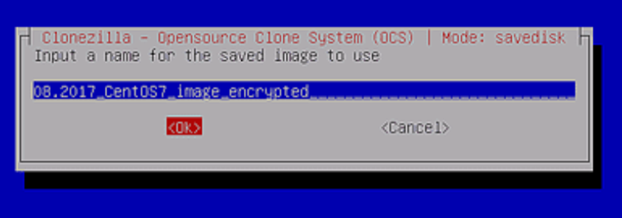 Clonezilla - Opensource Clone System (OCS) | Mode: savedisk
Input a name for the saved image to use
08.2017_CentOS7_image_encrypted
<Ok> <Cancel>